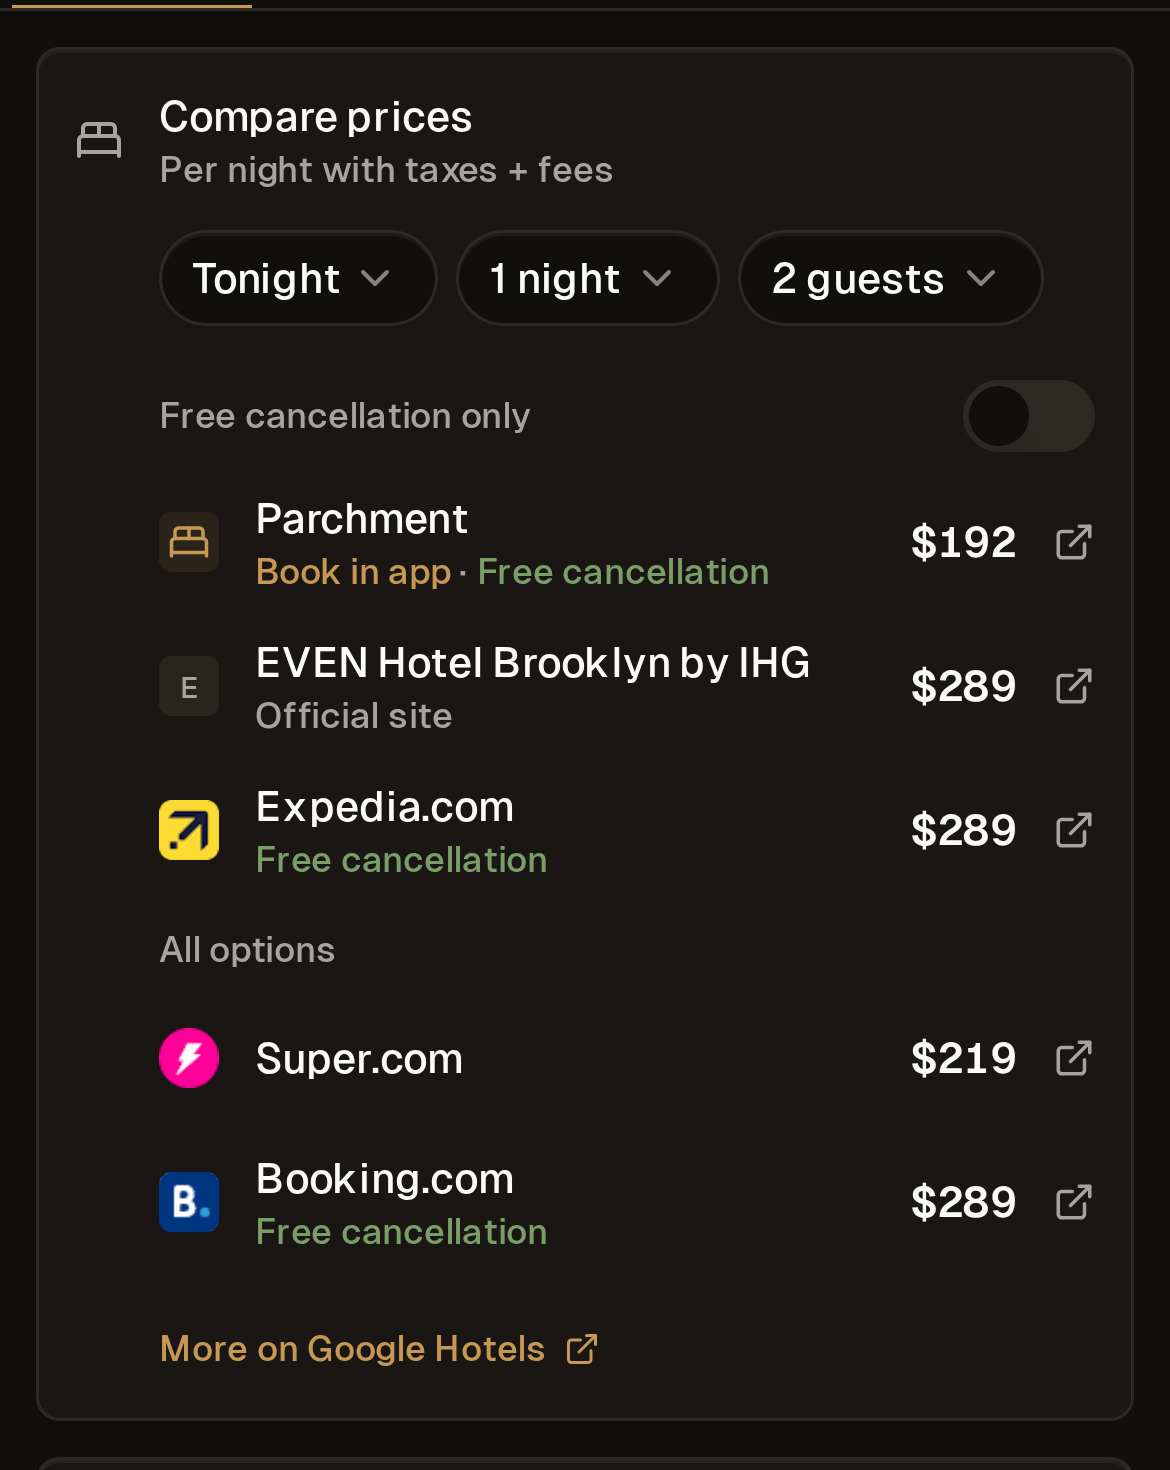 Compare prices
Per night with taxes + fees
Tonight 1 night 2 guests
Free cancellation only
Parchment
Book in app · Free cancellation
$192
E
EVEN Hotel Brooklyn by IHG
Official site
$289
Expedia.com
Free cancellation
$289
All options
Super.com
$219
B.
Booking.com
Free cancellation
$289
More on Google Hotels